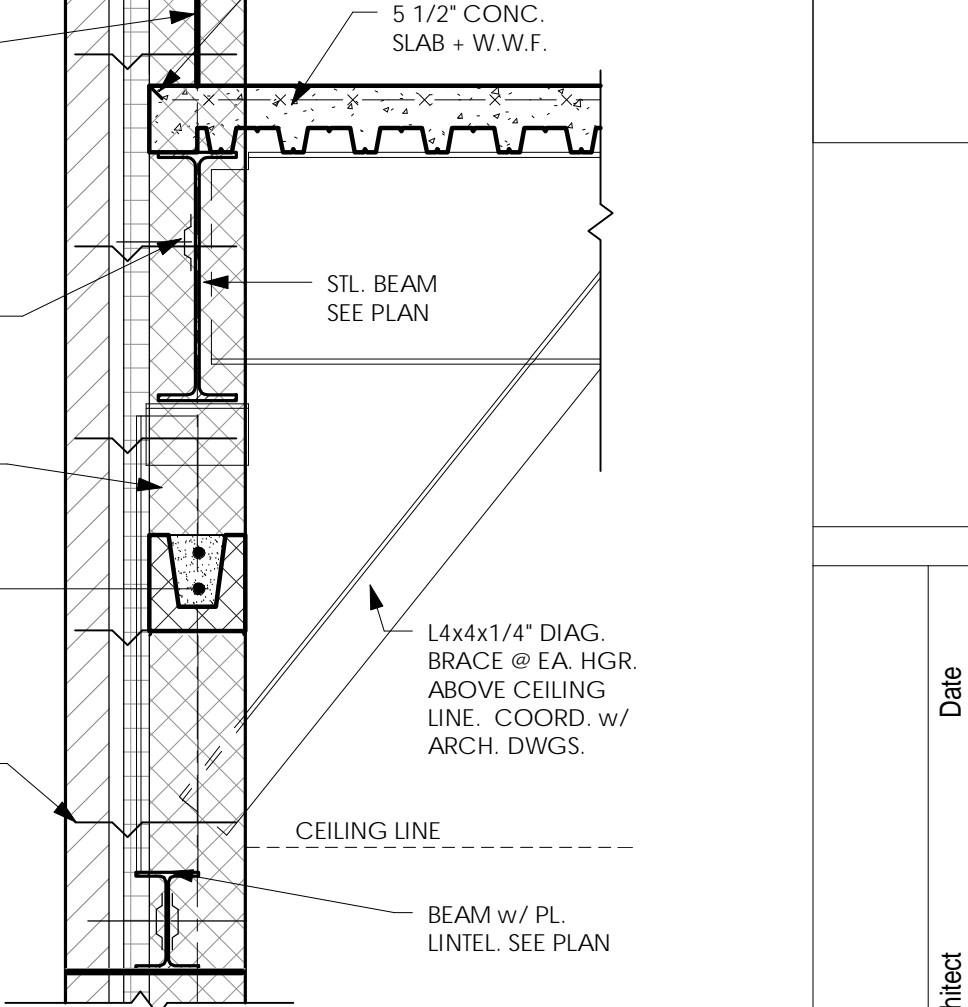 5 1/2" CONC.
SLAB + W.W.F.
STL. BEAM
SEE PLAN
L4x4x1/4" DIAG.
BRACE @ EA. HGR.
ABOVE CEILING
LINE. COORD. w/
ARCH. DWGS.
CEILING LINE
BEAM w/ PL.
LINTEL. SEE PLAN
Date